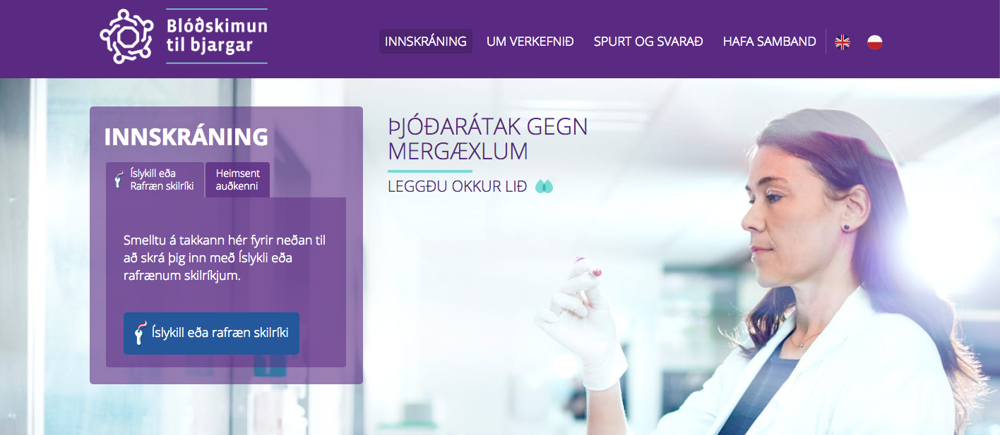 Blóðskimun
til bjargar
INNSKRÁNING
UM VERKEFNIÐ
SPURT OG SVARAÐ
HAFA SAMBAND
INNSKRÁNING
Íslykill eða
Rafræn skilríki
Heimsent
auðkenni
Smelltu á takkann hér fyrir neðan til
að skrá þig inn með Íslykli eða
rafrænum skilríkjum.
Íslykill eða rafræn skilríki
ÞJÓÐARÁTAK GEGN
MERGÆXLUM
LEGGÐU OKKUR LIÐ